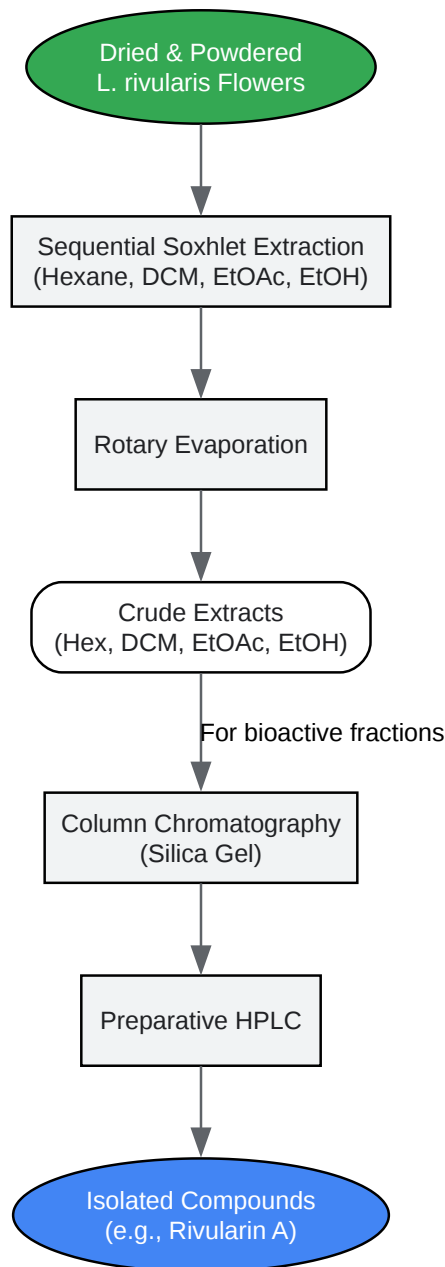 Dried & Powdered
L. rivularis Flowers
Sequential Soxhlet Extraction
(Hexane, DCM, EtOAc, EtOH)
Rotary Evaporation
Crude Extracts
(Hex, DCM, EtOAc, EtOH)
For bioactive fractions
Column Chromatography
(Silica Gel)
Preparative HPLC
Isolated Compounds
(e.g., Rivularin A)